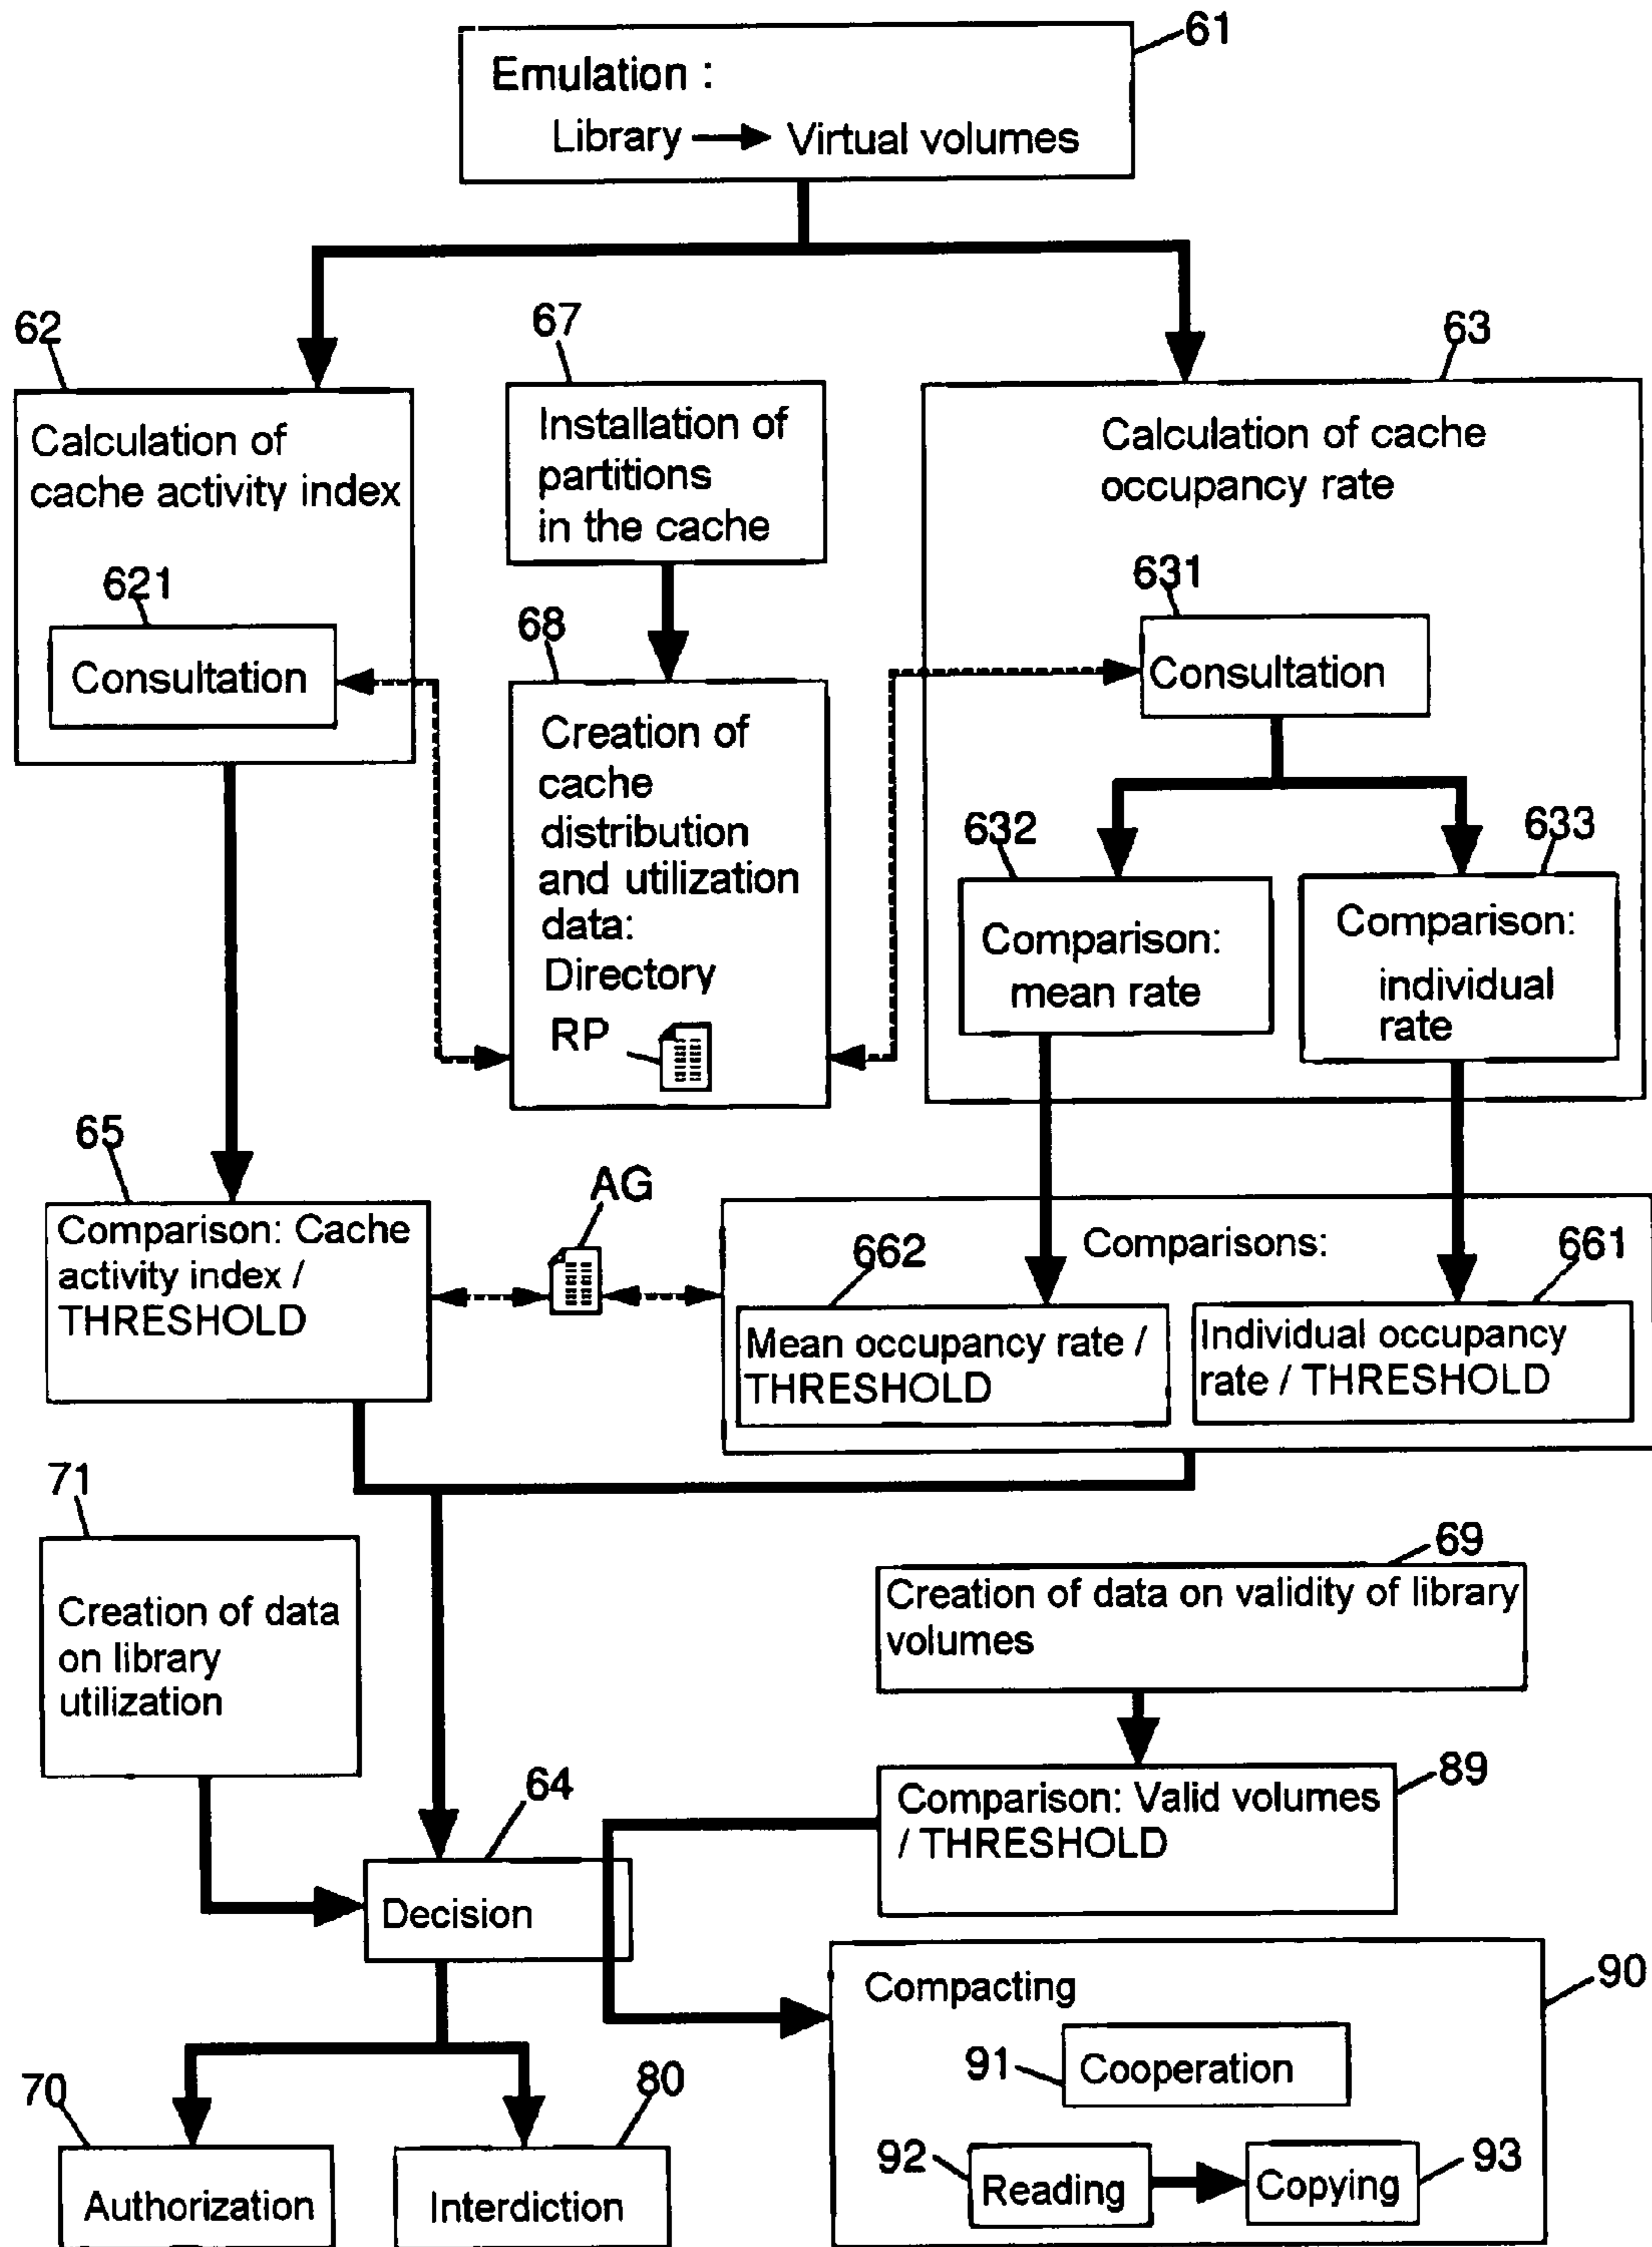 61
Emulation :
Library → Virtual volumes
62
Calculation of
cache activity index
621
Consultation
67
Installation of
partitions
in the cache
68
Creation of
cache
distribution
and utilization
data:
Directory
RP
63
Calculation of cache
occupancy rate
631
Consultation
632
Comparison:
mean rate
633
Comparison:
individual
rate
65
Comparison: Cache
activity index /
THRESHOLD
AG
Comparisons:
662
Mean occupancy rate /
THRESHOLD
661
Individual occupancy
rate / THRESHOLD
71
Creation of data
on library
utilization
69
Creation of data on validity of library
volumes
89
Comparison: Valid volumes
/ THRESHOLD
64
Decision
90
Compacting
91
Cooperation
92
Reading
93
Copying
70
Authorization
80
Interdiction